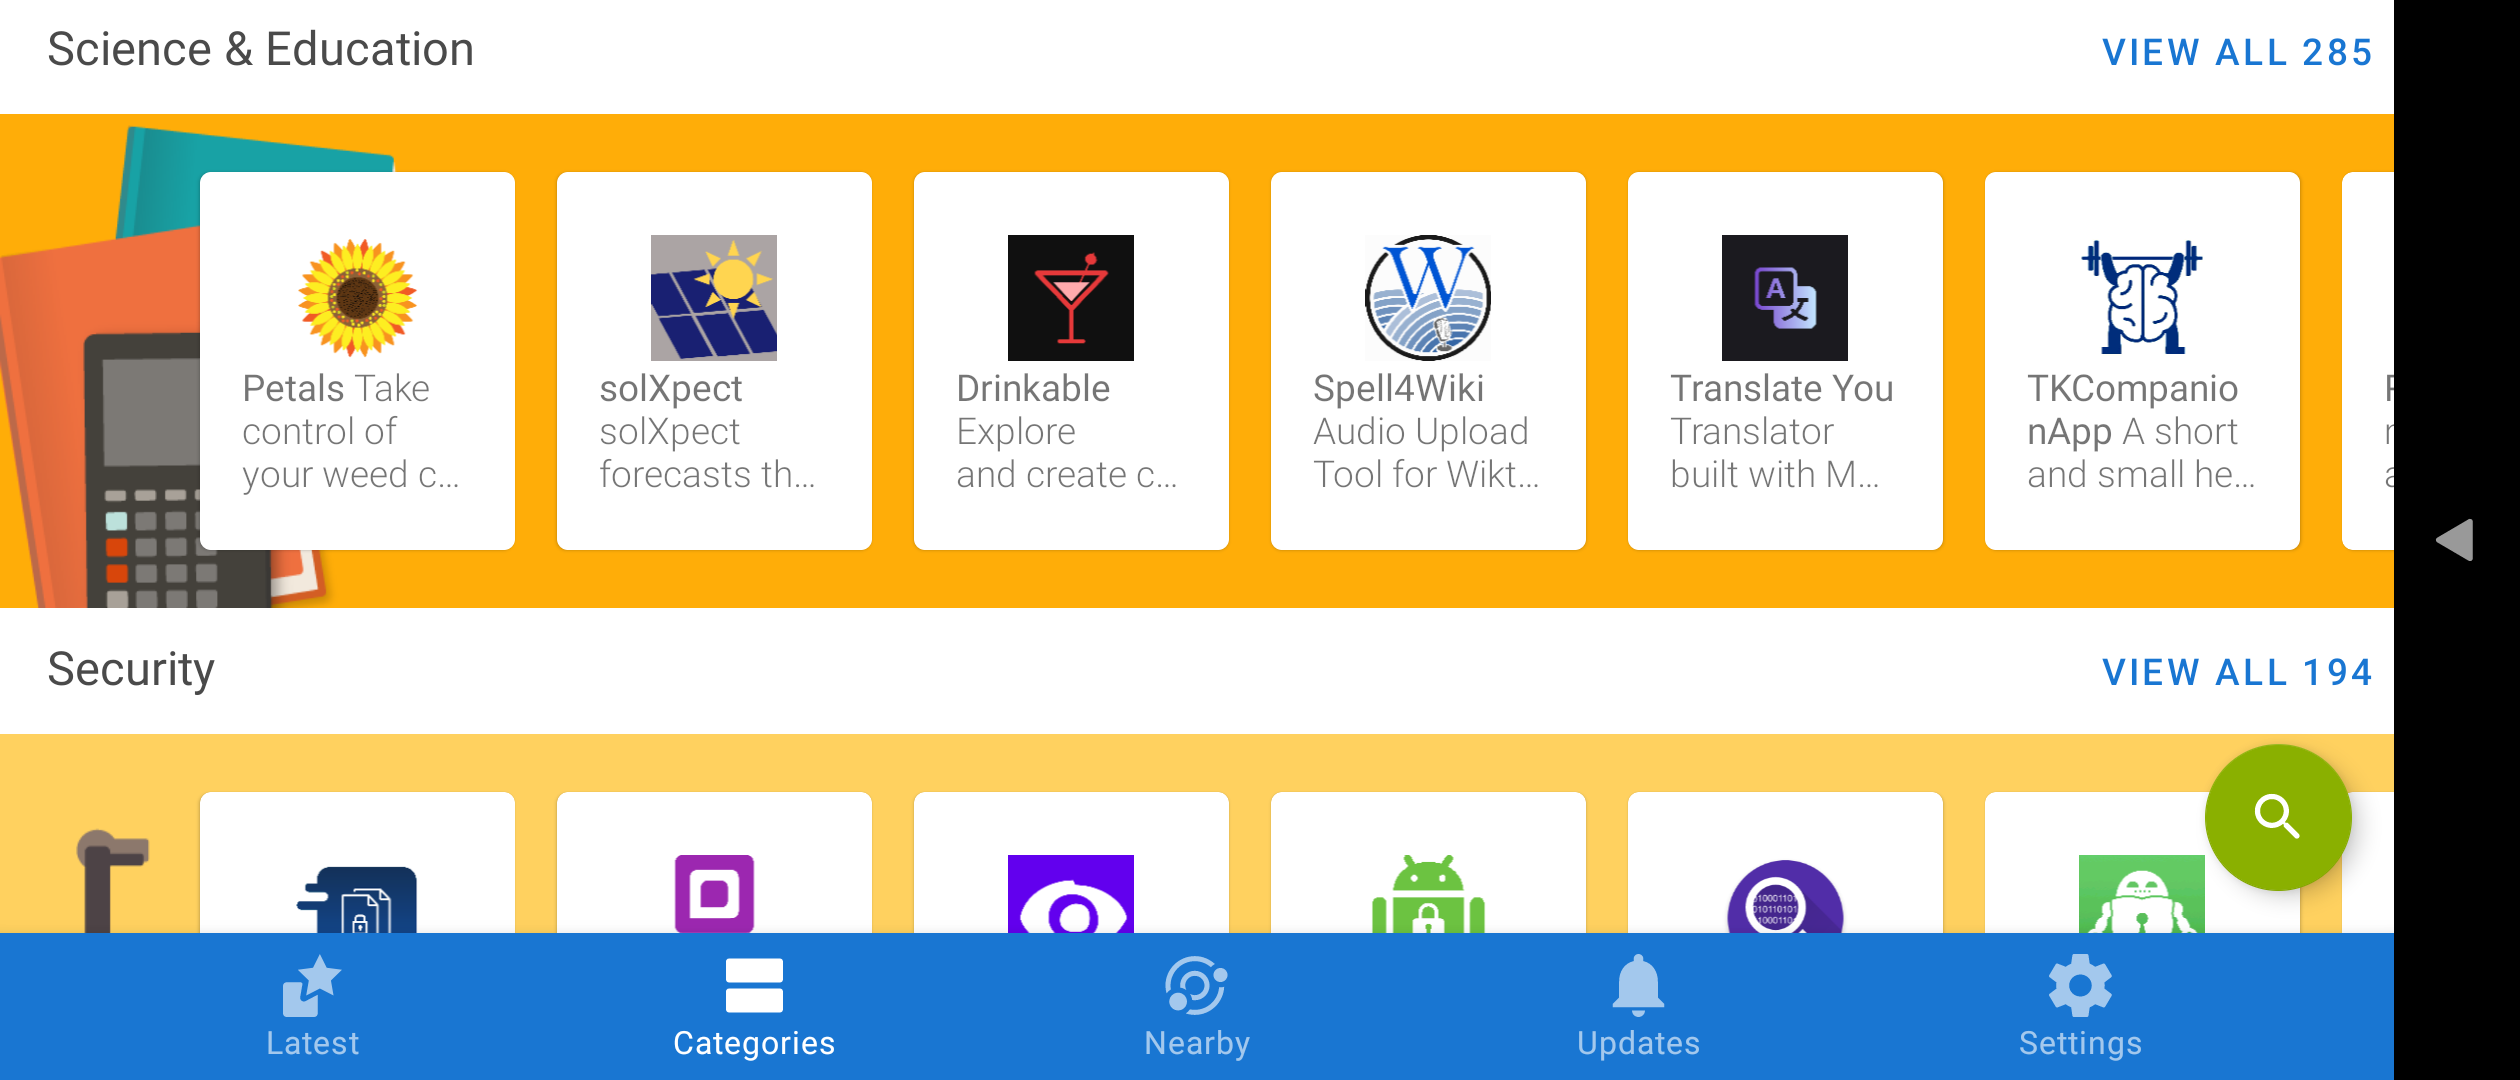 Science & Education
VIEW ALL 285
Petals Take
control of
your weed c...
solXpect
solXpect
forecasts th...
Drinkable
Explore
and create c...
Spell4Wiki
Audio Upload
Tool for Wikt...
Translate You
Translator
built with M...
TKCompanio
nApp A short
and small he...
Security
VIEW ALL 194
Latest
Categories
Nearby
Updates
Settings